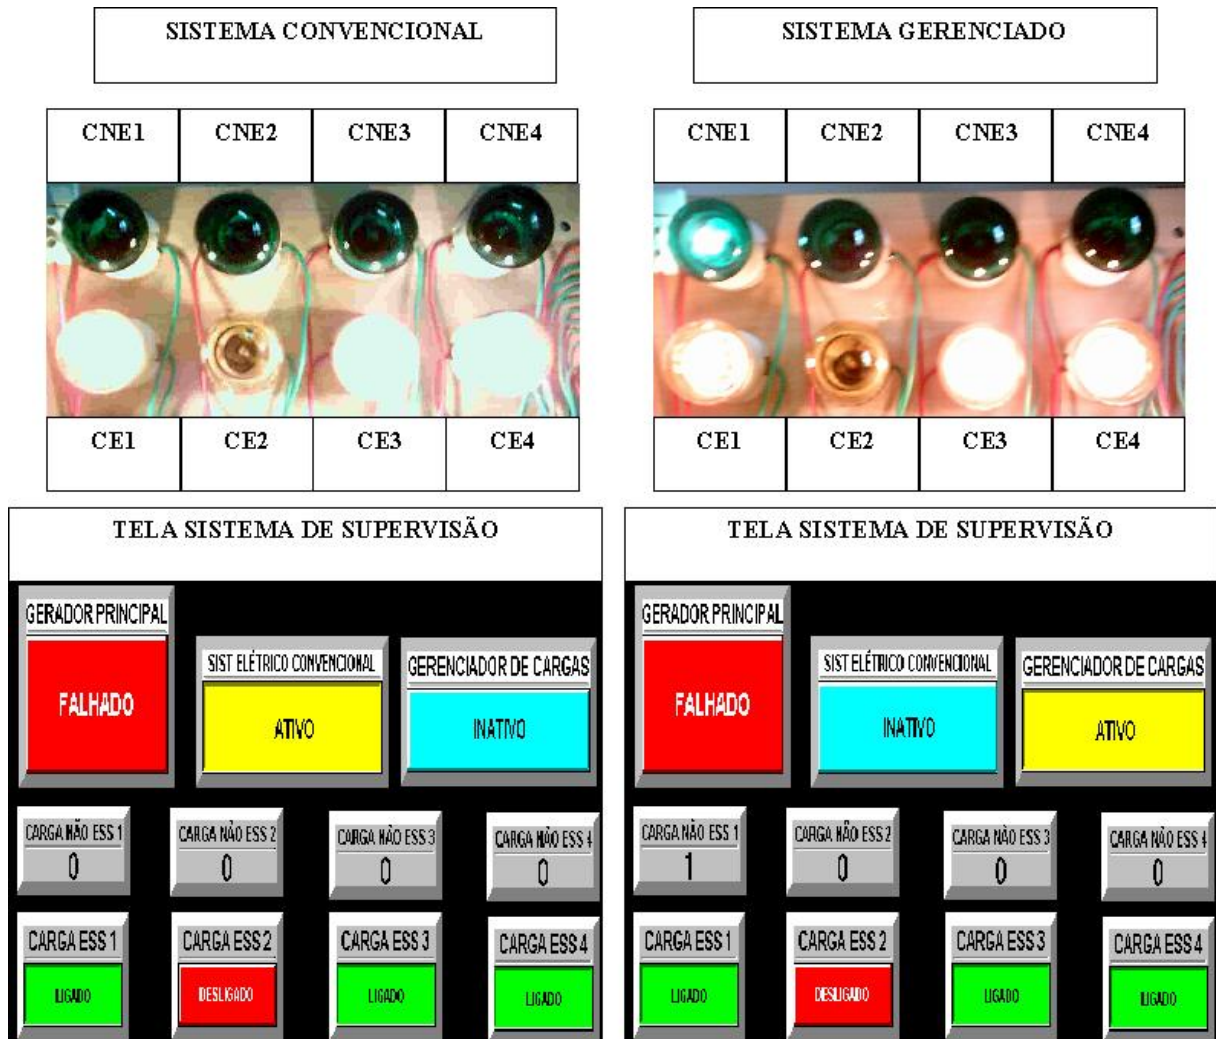 SISTEMA CONVENCIONAL
SISTEMA GERENCIADO
CNE1 CNE2 CNE3 CNE4
CNE1 CNE2 CNE3 CNE4
CE1 CE2 CE3 CE4
CE1 CE2 CE3 CE4
TELA SISTEMA DE SUPERVISÃO
GERADOR PRINCIPAL
FALHADO
SIST ELÉTRICO CONVENCIONAL
ATIVO
GERENCIADOR DE CARGAS
INATIVO
CARGA NÃO ESS 1 CARGA NÃO ESS 2 CARGA NÃO ESS 3 CARGA NÃO ESS 4
0 0 0 0
CARGA ESS 1 CARGA ESS 2 CARGA ESS 3 CARGA ESS 4
LIGADO DESLIGADO LIGADO LIGADO
TELA SISTEMA DE SUPERVISÃO
GERADOR PRINCIPAL
FALHADO
SIST ELÉTRICO CONVENCIONAL
INATIVO
GERENCIADOR DE CARGAS
ATIVO
CARGA NÃO ESS 1 CARGA NÃO ESS 2 CARGA NÃO ESS 3 CARGA NÃO ESS 4
1 0 0 0
CARGA ESS 1 CARGA ESS 2 CARGA ESS 3 CARGA ESS 4
LIGADO DESLIGADO LIGADO LIGADO